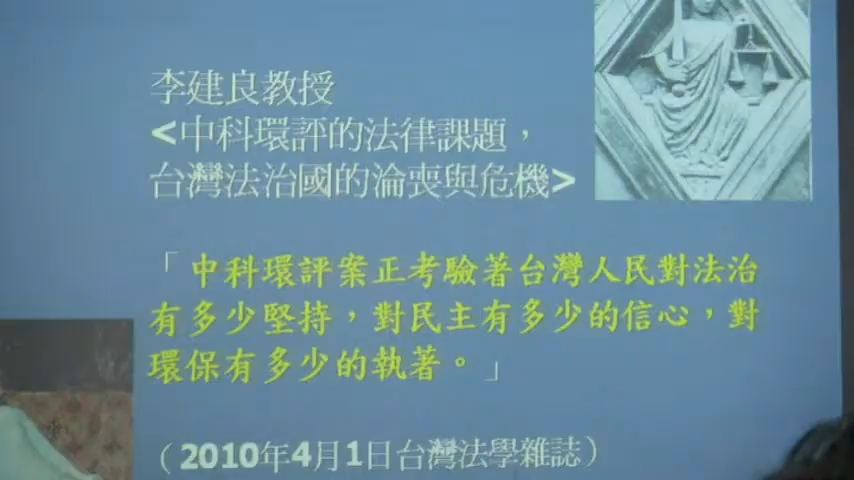 李建良教授
<中科環評的法律課題，
台灣法治國的淪喪與危機>
「中科環評案正考驗著台灣人民對法治
有多少堅持，對民主有多少的信心，對
環保有多少的執著。」
（2010年4月1日台灣法學雜誌）